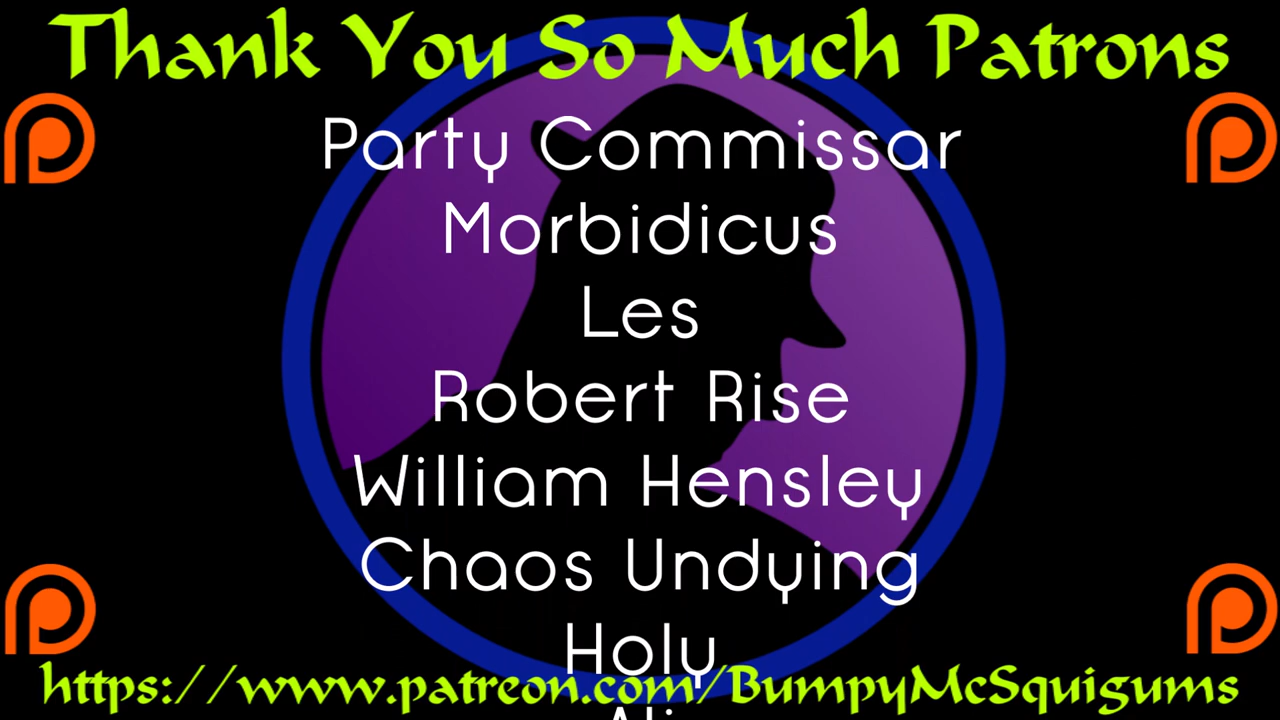 Thank You So Much Patrons
Party Commissar
Morbidicus
Les
Robert Rise
William Hensley
Chaos Undying
Holy
https://www.patreon.com/BumpyMcSquigums